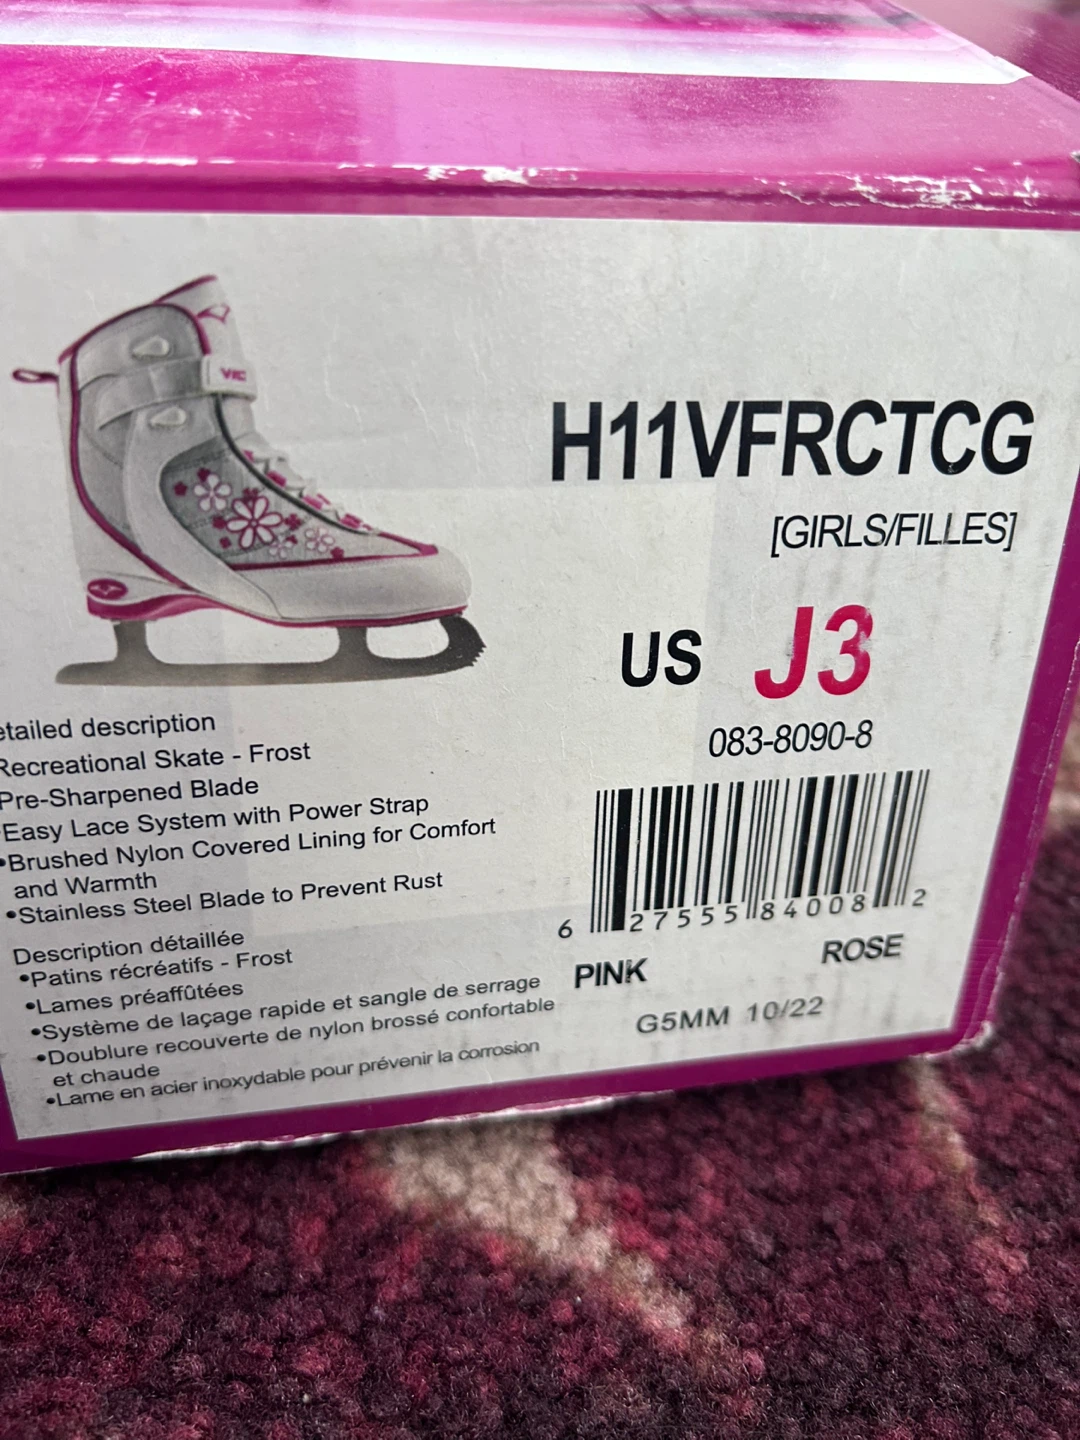 VIC
H11VFRCTCG
[GIRLS/FILLES]
US J3
083-8090-8
6 27555 84008 2
PINK ROSE
G5MM 10/22
etailed description
Recreational Skate - Frost
Pre-Sharpened Blade
Easy Lace System with Power Strap
•Brushed Nylon Covered Lining for Comfort
and Warmth
•Stainless Steel Blade to Prevent Rust
Description détaillée
•Patins récréatifs - Frost
•Lames préaffûtées
•Système de laçage rapide et sangle de serrage
•Doublure recouverte de nylon brossé confortable
et chaude
•Lame en acier inoxydable pour prévenir la corrosion